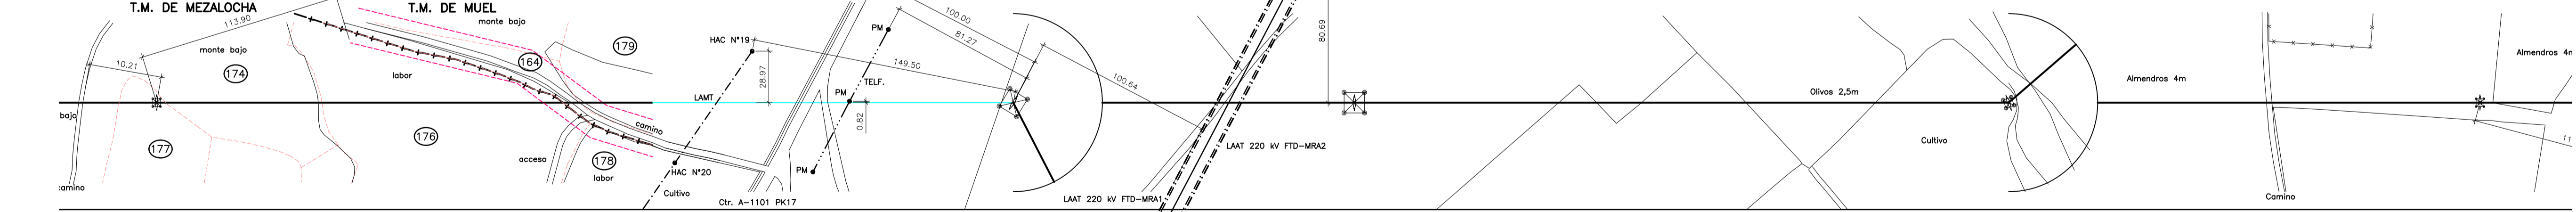 T.M. DE MEZALOCHA
T.M. DE MUEL
113.90
monte bajo
monte bajo
10.21
174
179
164
labor
HAC N°19
28.97
LAMT
149.50
PM
TELF.
PM
0.82
PM
100.00
81.27
100.64
80.69
bajo
177
176
camino
acceso
178
labor
HAC N°20
Cultivo
Ctr. A-1101 PK17
camino
LAAT 220 kV FTD-MRA1
LAAT 220 kV FTD-MRA2
Olivos 2,5m
Cultivo
Almendros 4m
Almendros 4m
Camino
11.